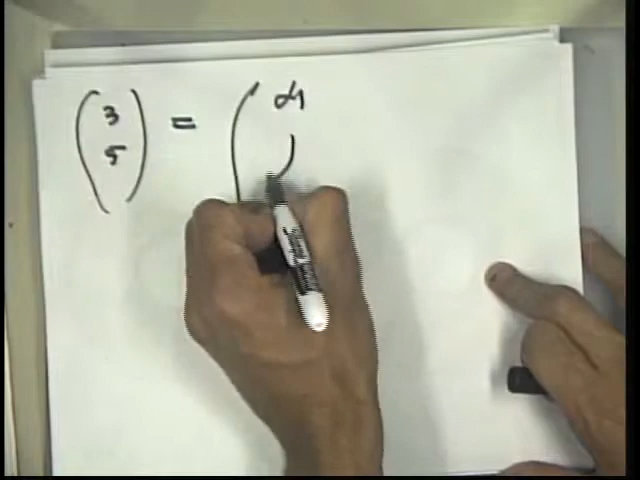 ( 3 ) = ( α1
5